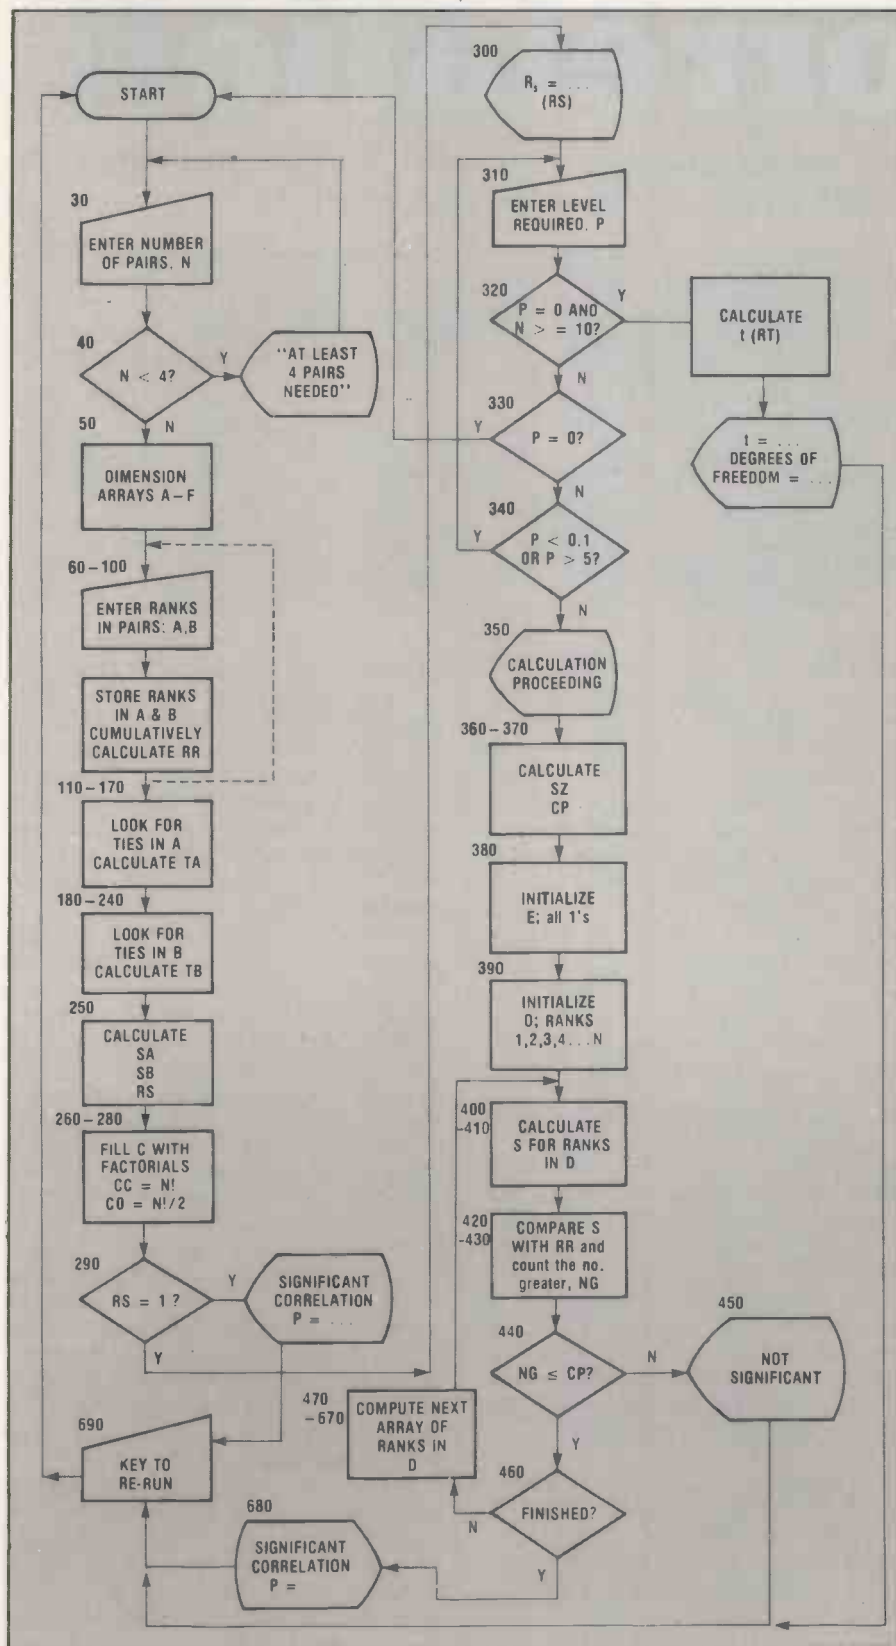 START
30
ENTER NUMBER
OF PAIRS, N
40
N < 4?
Y
"AT LEAST
4 PAIRS
NEEDED"
N
50
DIMENSION
ARRAYS A–F
60–100
ENTER RANKS
IN PAIRS: A,B
STORE RANKS
IN A & B
CUMULATIVELY
CALCULATE RR
110–170
LOOK FOR
TIES IN A
CALCULATE TA
180–240
LOOK FOR
TIES IN B
CALCULATE TB
250
CALCULATE
SA
SB
RS
260–280
FILL C WITH
FACTORIALS
CC = N!
C0 = N!/2
290
RS = 1 ?
Y
SIGNIFICANT
CORRELATION
P = ...
Y
690
KEY TO
RE-RUN
300
Rs = ...
(RS)
310
ENTER LEVEL
REQUIRED, P
320
P = 0 AND
N > = 10?
Y
CALCULATE
t (RT)
t = ...
DEGREES OF
FREEDOM = ...
N
330
P = 0?
Y
N
340
P < 0.1
OR P > 5?
Y
N
350
CALCULATION
PROCEEDING
360–370
CALCULATE
SZ
CP
380
INITIALIZE
E; all 1's
390
INITIALIZE
D; RANKS
1,2,3,4...N
400
-410
CALCULATE
S FOR RANKS
IN D
420
-430
COMPARE S
WITH RR and
count the no.
greater, NG
440
NG ≤ CP?
N
450
NOT
SIGNIFICANT
Y
460
FINISHED?
N
470
-670
COMPUTE NEXT
ARRAY OF
RANKS IN
D
Y
680
SIGNIFICANT
CORRELATION
P =